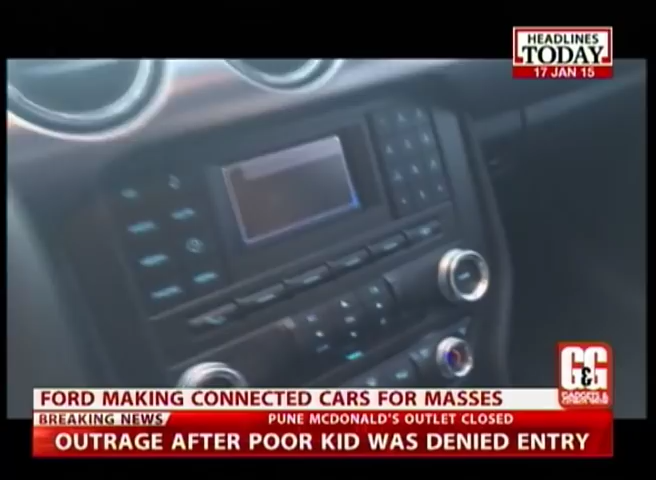 HEADLINES
TODAY
17 JAN 15
G&G
FORD MAKING CONNECTED CARS FOR MASSES
BREAKING NEWS
PUNE MCDONALD'S OUTLET CLOSED
OUTRAGE AFTER POOR KID WAS DENIED ENTRY